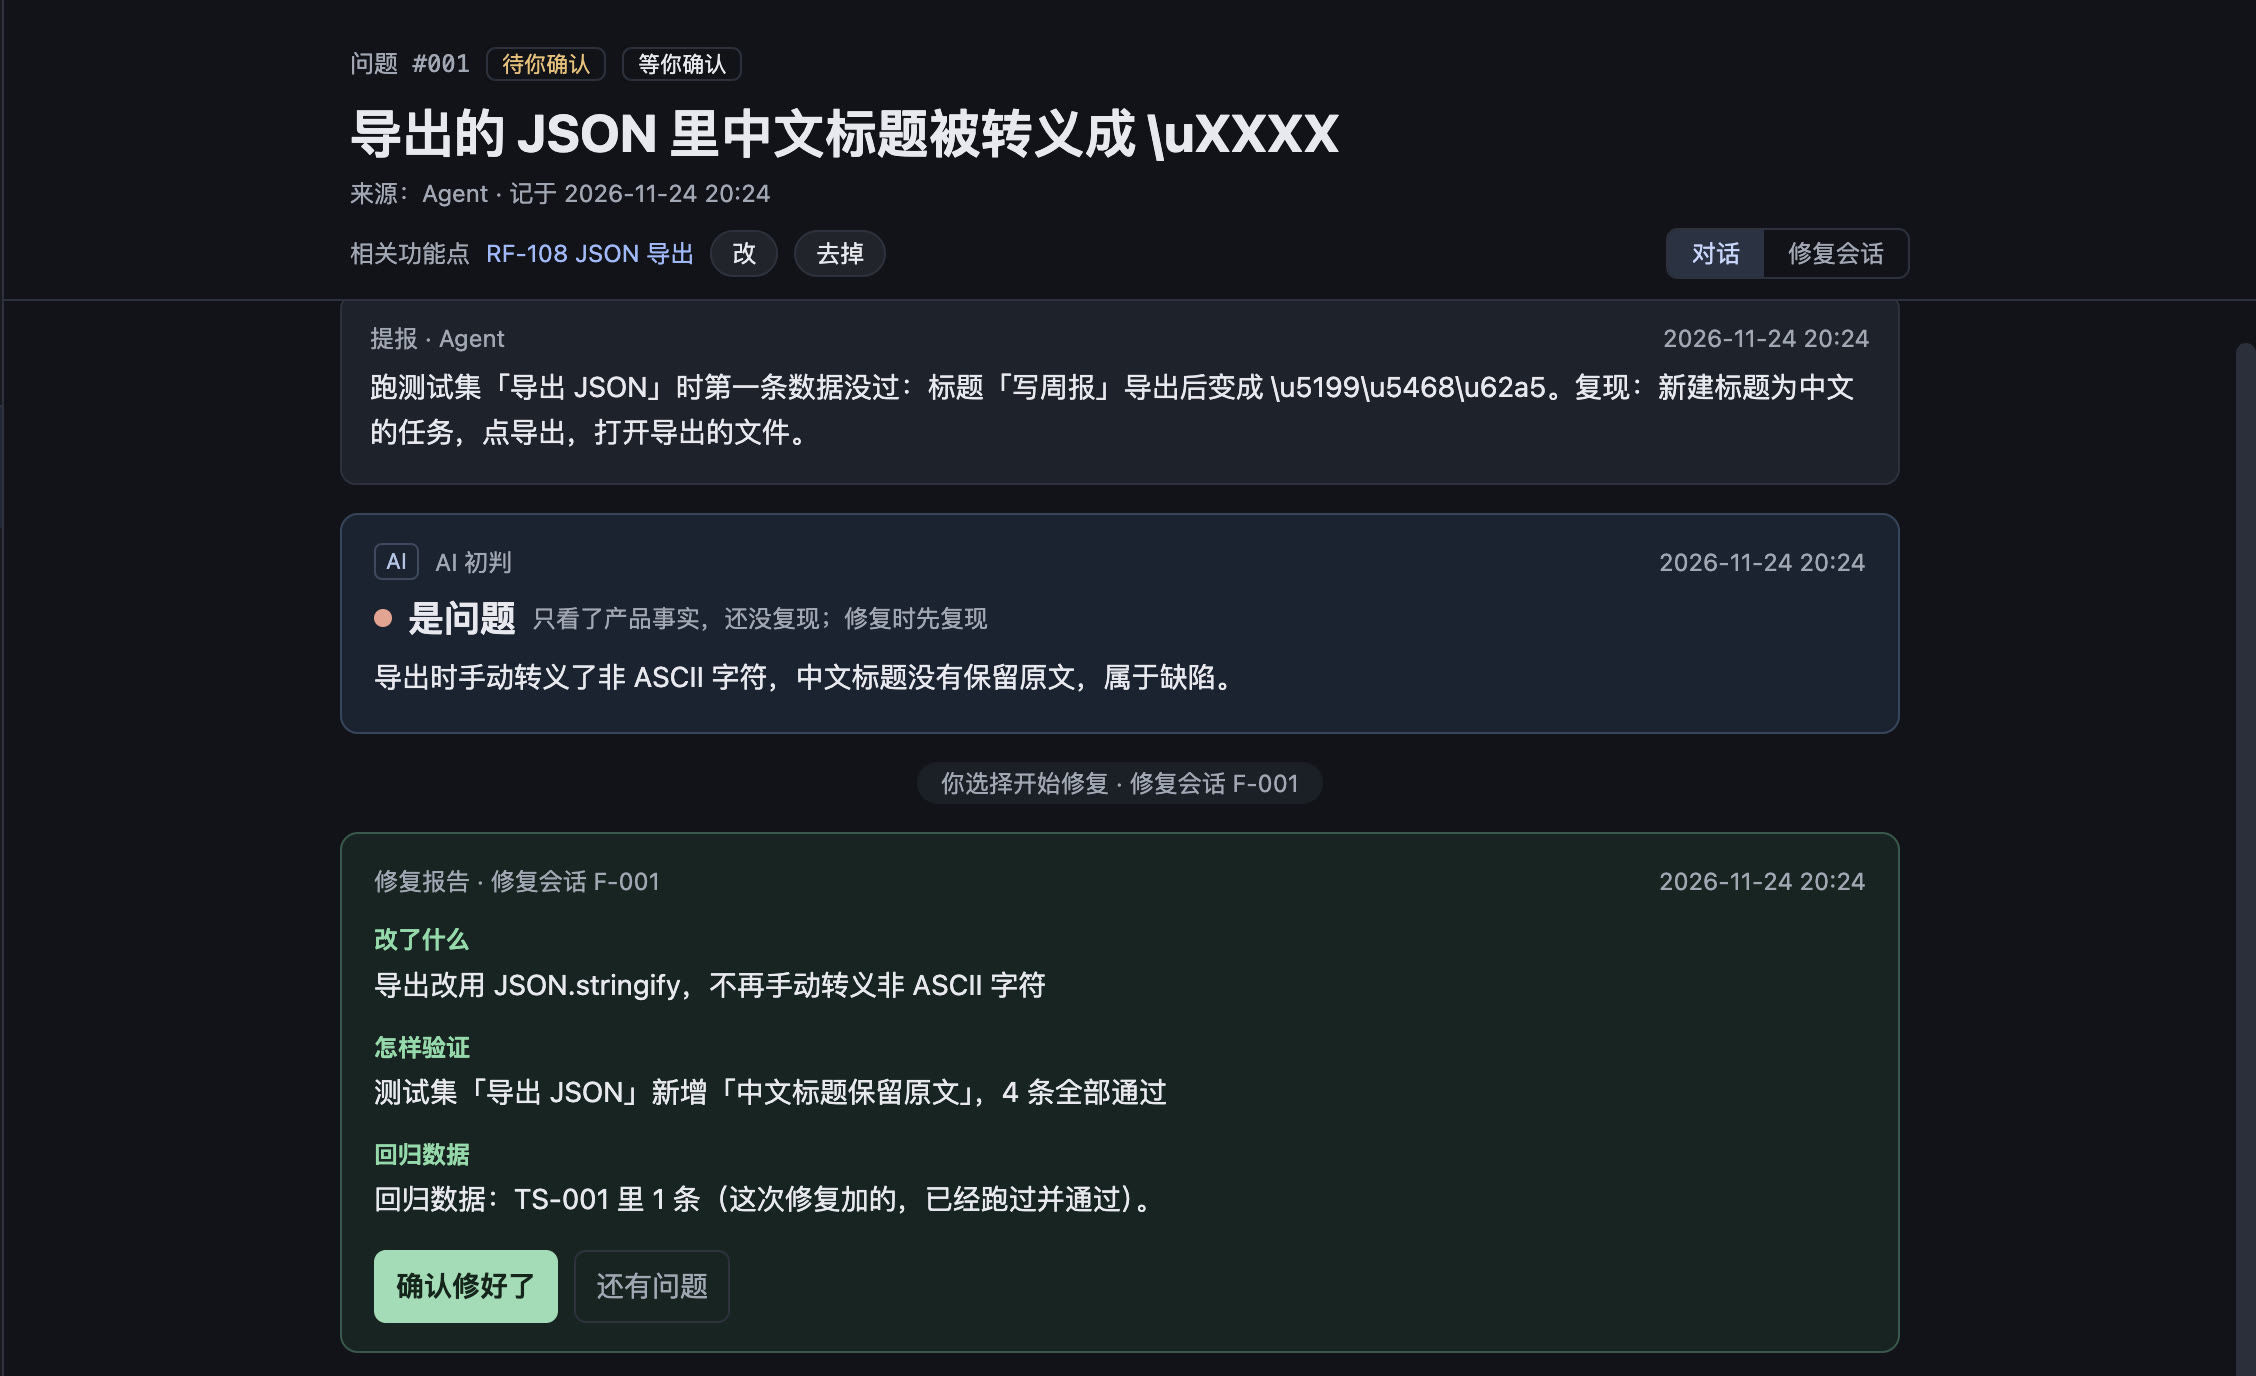 问题 #001 待你确认 等你确认
导出的 JSON 里中文标题被转义成 \uXXXX
来源：Agent · 记于 2026-11-24 20:24
相关功能点 RF-108 JSON 导出 改 去掉 对话 修复会话
提报 · Agent 2026-11-24 20:24
跑测试集「导出 JSON」时第一条数据没过：标题「写周报」导出后变成 \u5199\u5468\u62a5。复现：新建标题为中文
的任务，点导出，打开导出的文件。
AI AI 初判 2026-11-24 20:24
是问题 只看了产品事实，还没复现；修复时先复现
导出时手动转义了非 ASCII 字符，中文标题没有保留原文，属于缺陷。
你选择开始修复 · 修复会话 F-001
修复报告 · 修复会话 F-001 2026-11-24 20:24
改了什么
导出改用 JSON.stringify，不再手动转义非 ASCII 字符
怎样验证
测试集「导出 JSON」新增「中文标题保留原文」，4 条全部通过
回归数据
回归数据：TS-001 里 1 条（这次修复加的，已经跑过并通过）。
确认修好了 还有问题